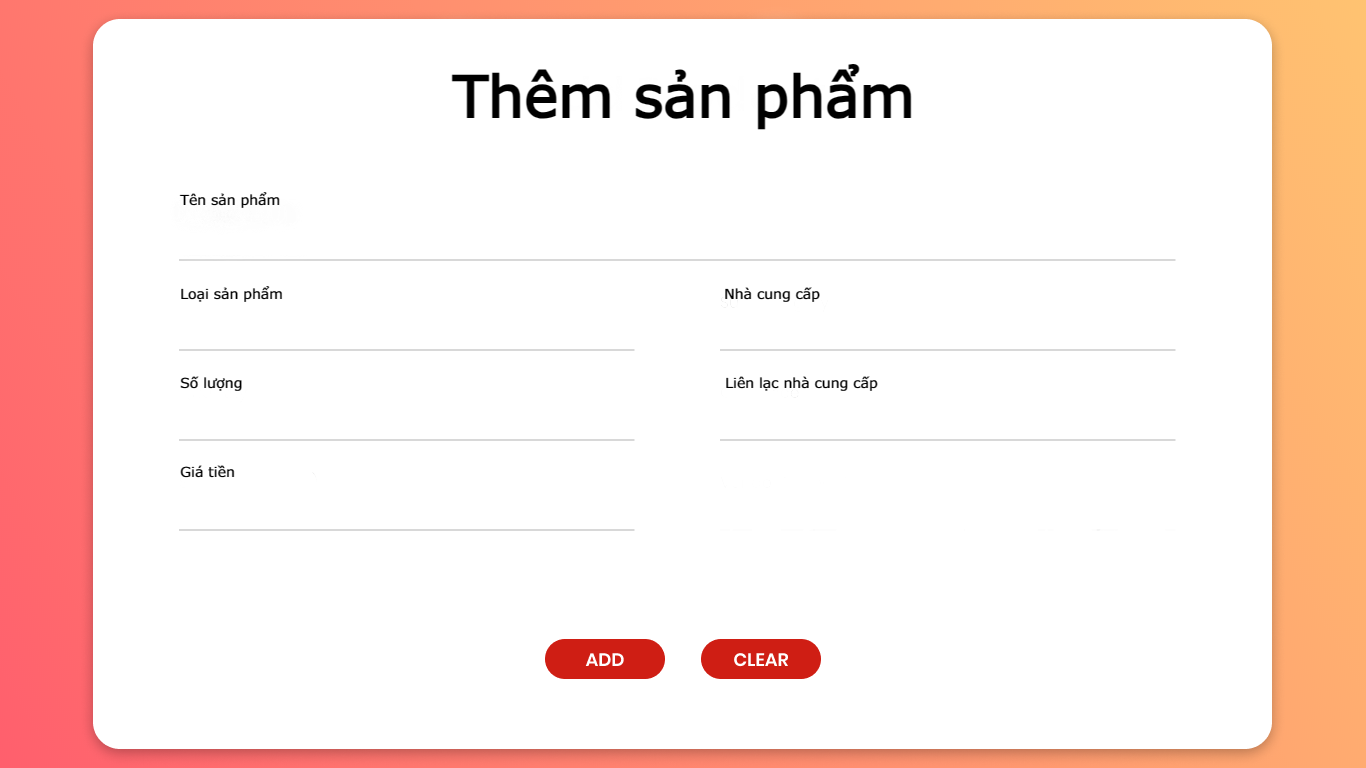 Thêm sản phẩm
Tên sản phẩm
Loại sản phẩm
Nhà cung cấp
Số lượng
Liên lạc nhà cung cấp
Giá tiền
ADD
CLEAR